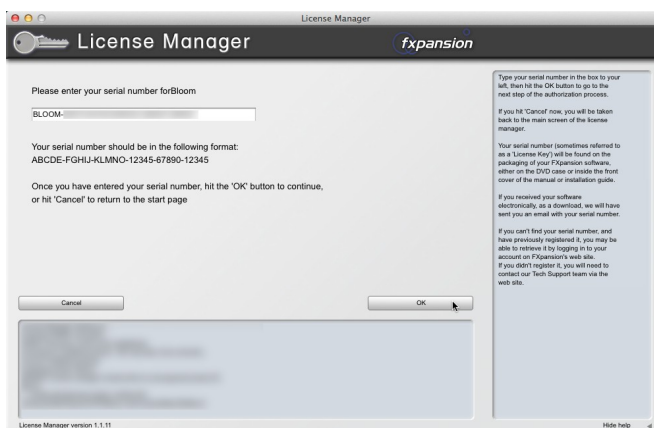 License Manager
License Manager
fxpansion
Please enter your serial number forBloom
BLOOM-
Your serial number should be in the following format:
ABCDE-FGHIJ-KLMNO-12345-67890-12345
Once you have entered your serial number, hit the 'OK' button to continue,
or hit 'Cancel' to return to the start page
Cancel
OK
Type your serial number in the box to your
left, then hit the OK button to go to the
next step of the authorization process.
If you hit 'Cancel' now, you will be taken
back to the main screen of the license
manager.
Your serial number (sometimes referred to
as a 'License Key') will be found on the
packaging of your FXpansion software,
either on the DVD case or inside the front
cover of the manual or installation guide.
If you received your software
electronically, as a download, we will have
sent you an email with your serial number.
If you can't find your serial number, and
have previously registered it, you may be
able to retrieve it by logging in to your
account on FXpansion's web site.
If you didn't register it, you will need to
contact our Tech Support team via the
web site.
License Manager version 1.1.11
Hide help